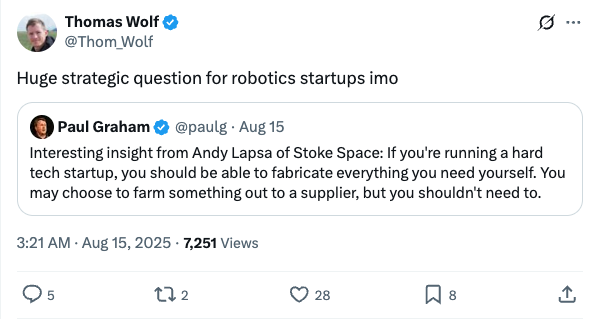 Thomas Wolf
@Thom_Wolf
Huge strategic question for robotics startups imo
Paul Graham @paulg · Aug 15
Interesting insight from Andy Lapsa of Stoke Space: If you're running a hard
tech startup, you should be able to fabricate everything you need yourself. You
may choose to farm something out to a supplier, but you shouldn't need to.
3:21 AM · Aug 15, 2025 · 7,251 Views
5 2 28 8